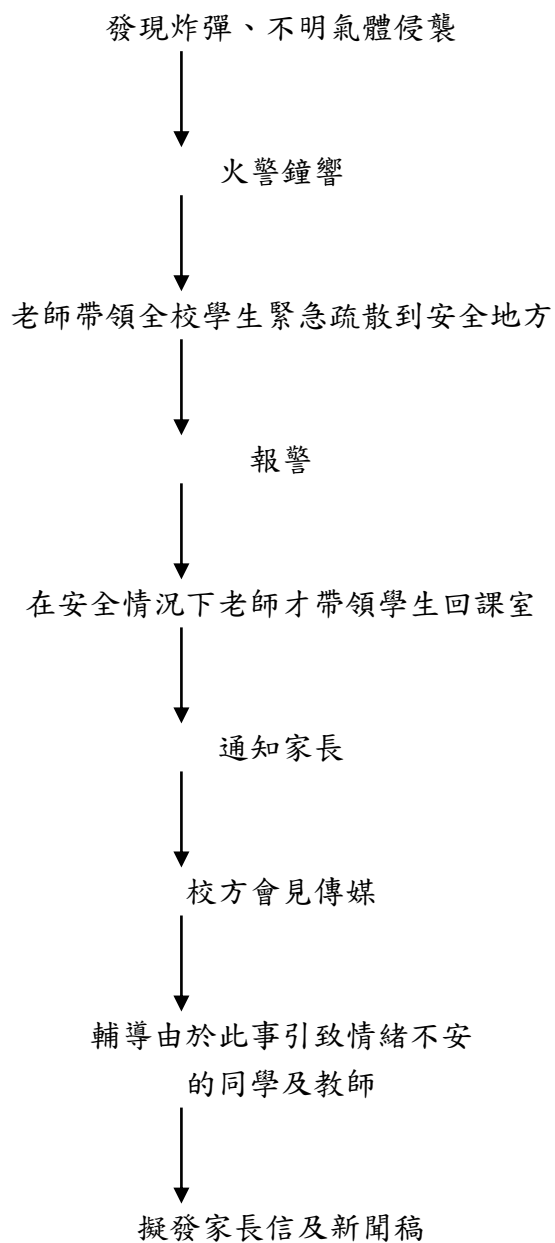 發現炸彈、不明氣體侵襲
火警鐘響
老師帶領全校學生緊急疏散到安全地方
報警
在安全情況下老師才帶領學生回課室
通知家長
校方會見傳媒
輔導由於此事引致情緒不安
的同學及教師
擬發家長信及新聞稿